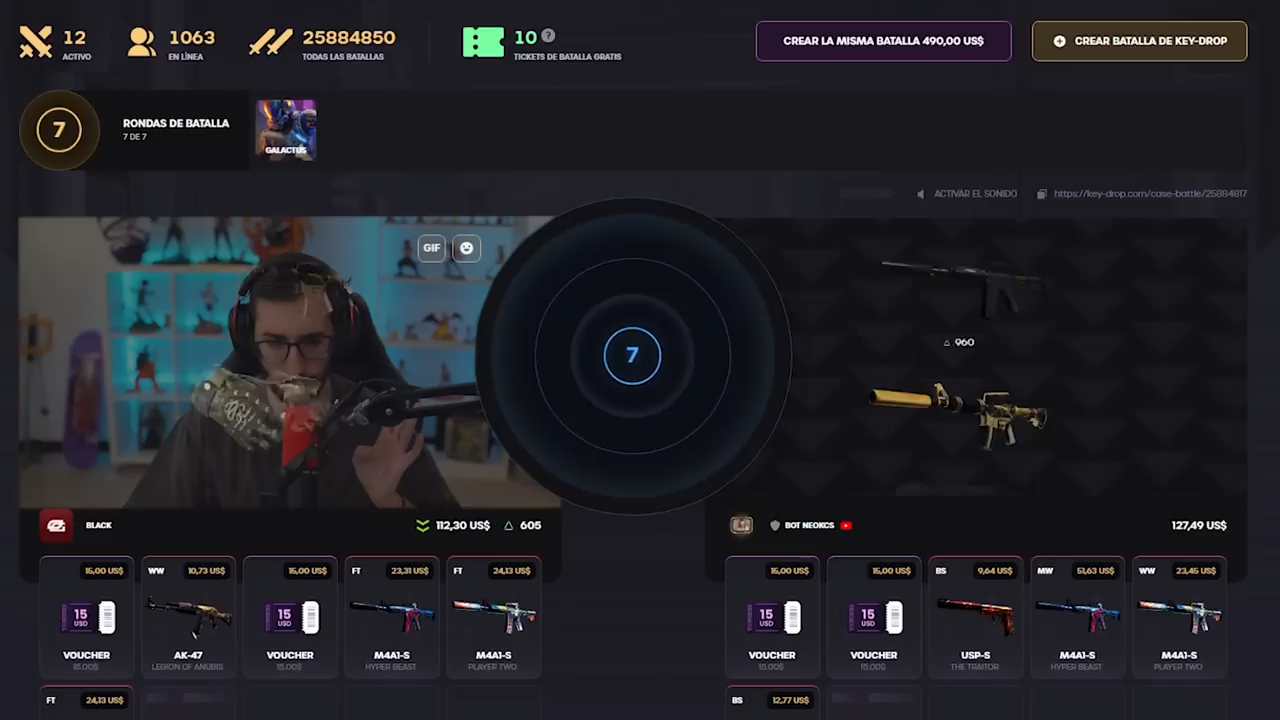 12
ACTIVO
1063
EN LÍNEA
25884850
TODAS LAS BATALLAS
10 ?
TICKETS DE BATALLA GRATIS
CREAR LA MISMA BATALLA 490,00 US$
CREAR BATALLA DE KEY-DROP
7
RONDAS DE BATALLA
7 DE 7
GALACTUS
ACTIVAR EL SONIDO
https://key-drop.com/case-battle/25884817
GIF
7
960
BLACK
112,30 US$
605
BOT NEOKCS
127,49 US$
15,00 US$
15
USD
VOUCHER
15.00$
WW
10,73 US$
AK-47
LEGION OF ANUBIS
15,00 US$
15
USD
VOUCHER
15.00$
FT
23,31 US$
M4A1-S
HYPER BEAST
FT
24,13 US$
M4A1-S
PLAYER TWO
15,00 US$
15
USD
VOUCHER
15.00$
15,00 US$
15
USD
VOUCHER
15.00$
BS
9,64 US$
USP-S
THE TRAITOR
MW
51,63 US$
M4A1-S
HYPER BEAST
WW
23,45 US$
M4A1-S
PLAYER TWO
FT
24,13 US$
BS
12,77 US$